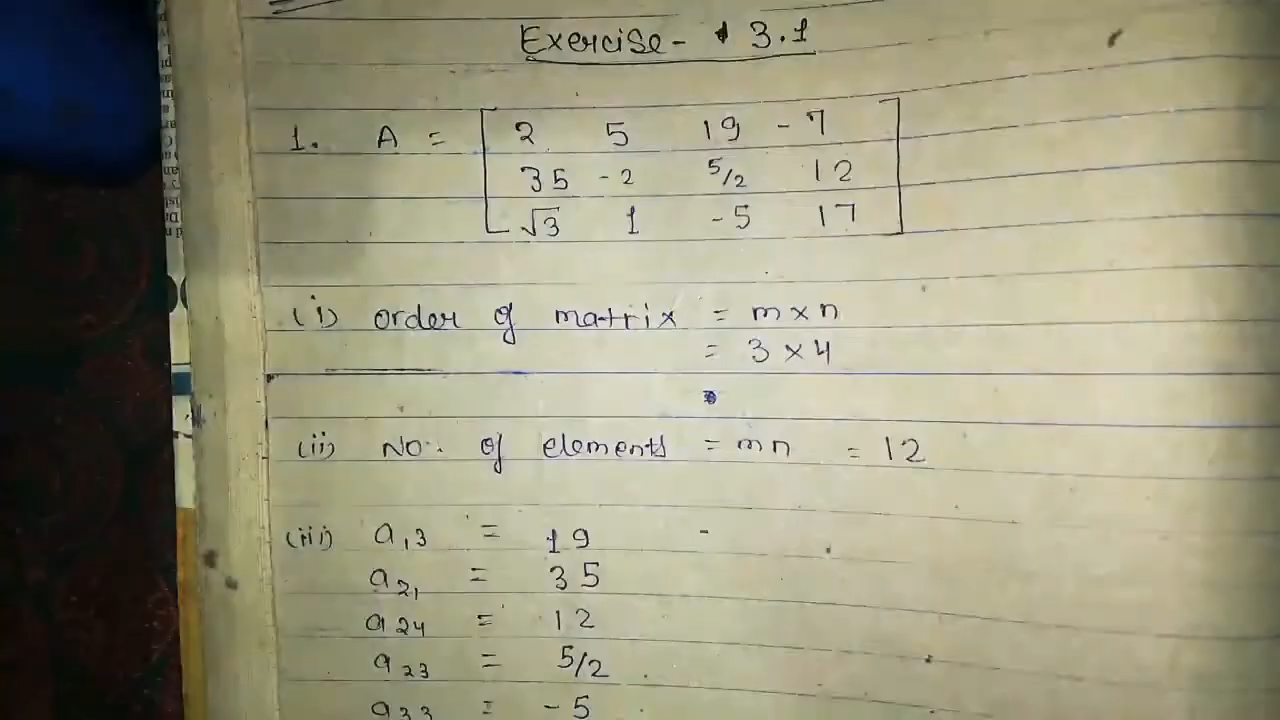 Exercise - 3.1
1. A = [ 2 5 19 -7
35 -2 5/2 12
√3 1 -5 17 ]
(i) order of matrix = m × n
= 3 × 4
(ii) No. of elements = mn = 12
(iii) a13 = 19
a21 = 35
a24 = 12
a23 = 5/2
a33 = -5